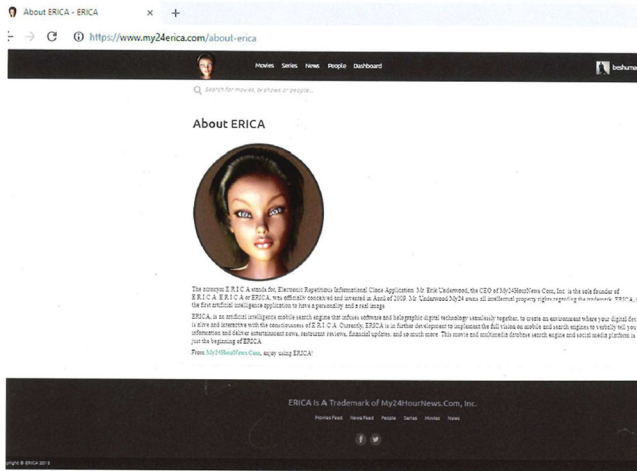 About ERICA - ERICA × +
https://www.my24erica.com/about-erica
Movies Series News People Dashboard
Search for movies, tv shows or people...
About ERICA
The acronym E.R.I.C.A stands for, Electronic Repetitious Informational Clone Application. Mr. Erik Underwood, the CEO of My24HourNews.Com, Inc. is the sole founder of
E.R.I.C.A. E.R.I.C.A or ERICA, was officially conceived and invented in April of 2009. Mr. Underwood/My24 owns all intellectual property rights regarding the trademark ERICA,
the first artificial intelligence application to have a personality and a real image.
ERICA, is an artificial intelligence mobile search engine that infuses software and holographic digital technology seamlessly together, to create an environment where your digital
is alive and interactive with the consciousness of E.R.I.C.A. Currently, ERICA is in further development to implement the full vision on mobile and search engines to verbally tell you
information and deliver entertainment news, restaurant reviews, financial updates, and so much more. This movie and multimedia database search engine and social media platform is
just the beginning of ERICA
From My24HourNews.Com, enjoy using ERICA!
ERICA Is A Trademark of My24HourNews.Com, Inc.
Movies Feed News Feed People Series Movies News
ERICA